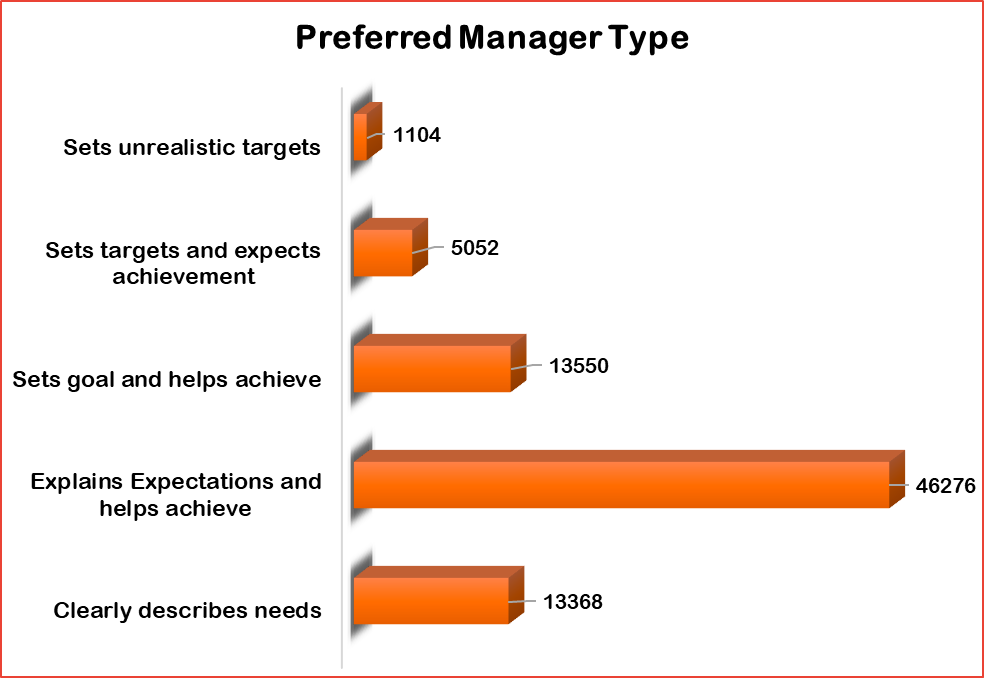 Preferred Manager Type
Sets unrealistic targets
1104
Sets targets and expects
achievement
5052
Sets goal and helps achieve
13550
Explains Expectations and
helps achieve
46276
Clearly describes needs
13368